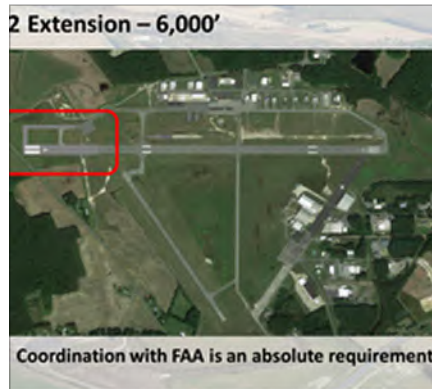 2 Extension – 6,000’
Coordination with FAA is an absolute requirement